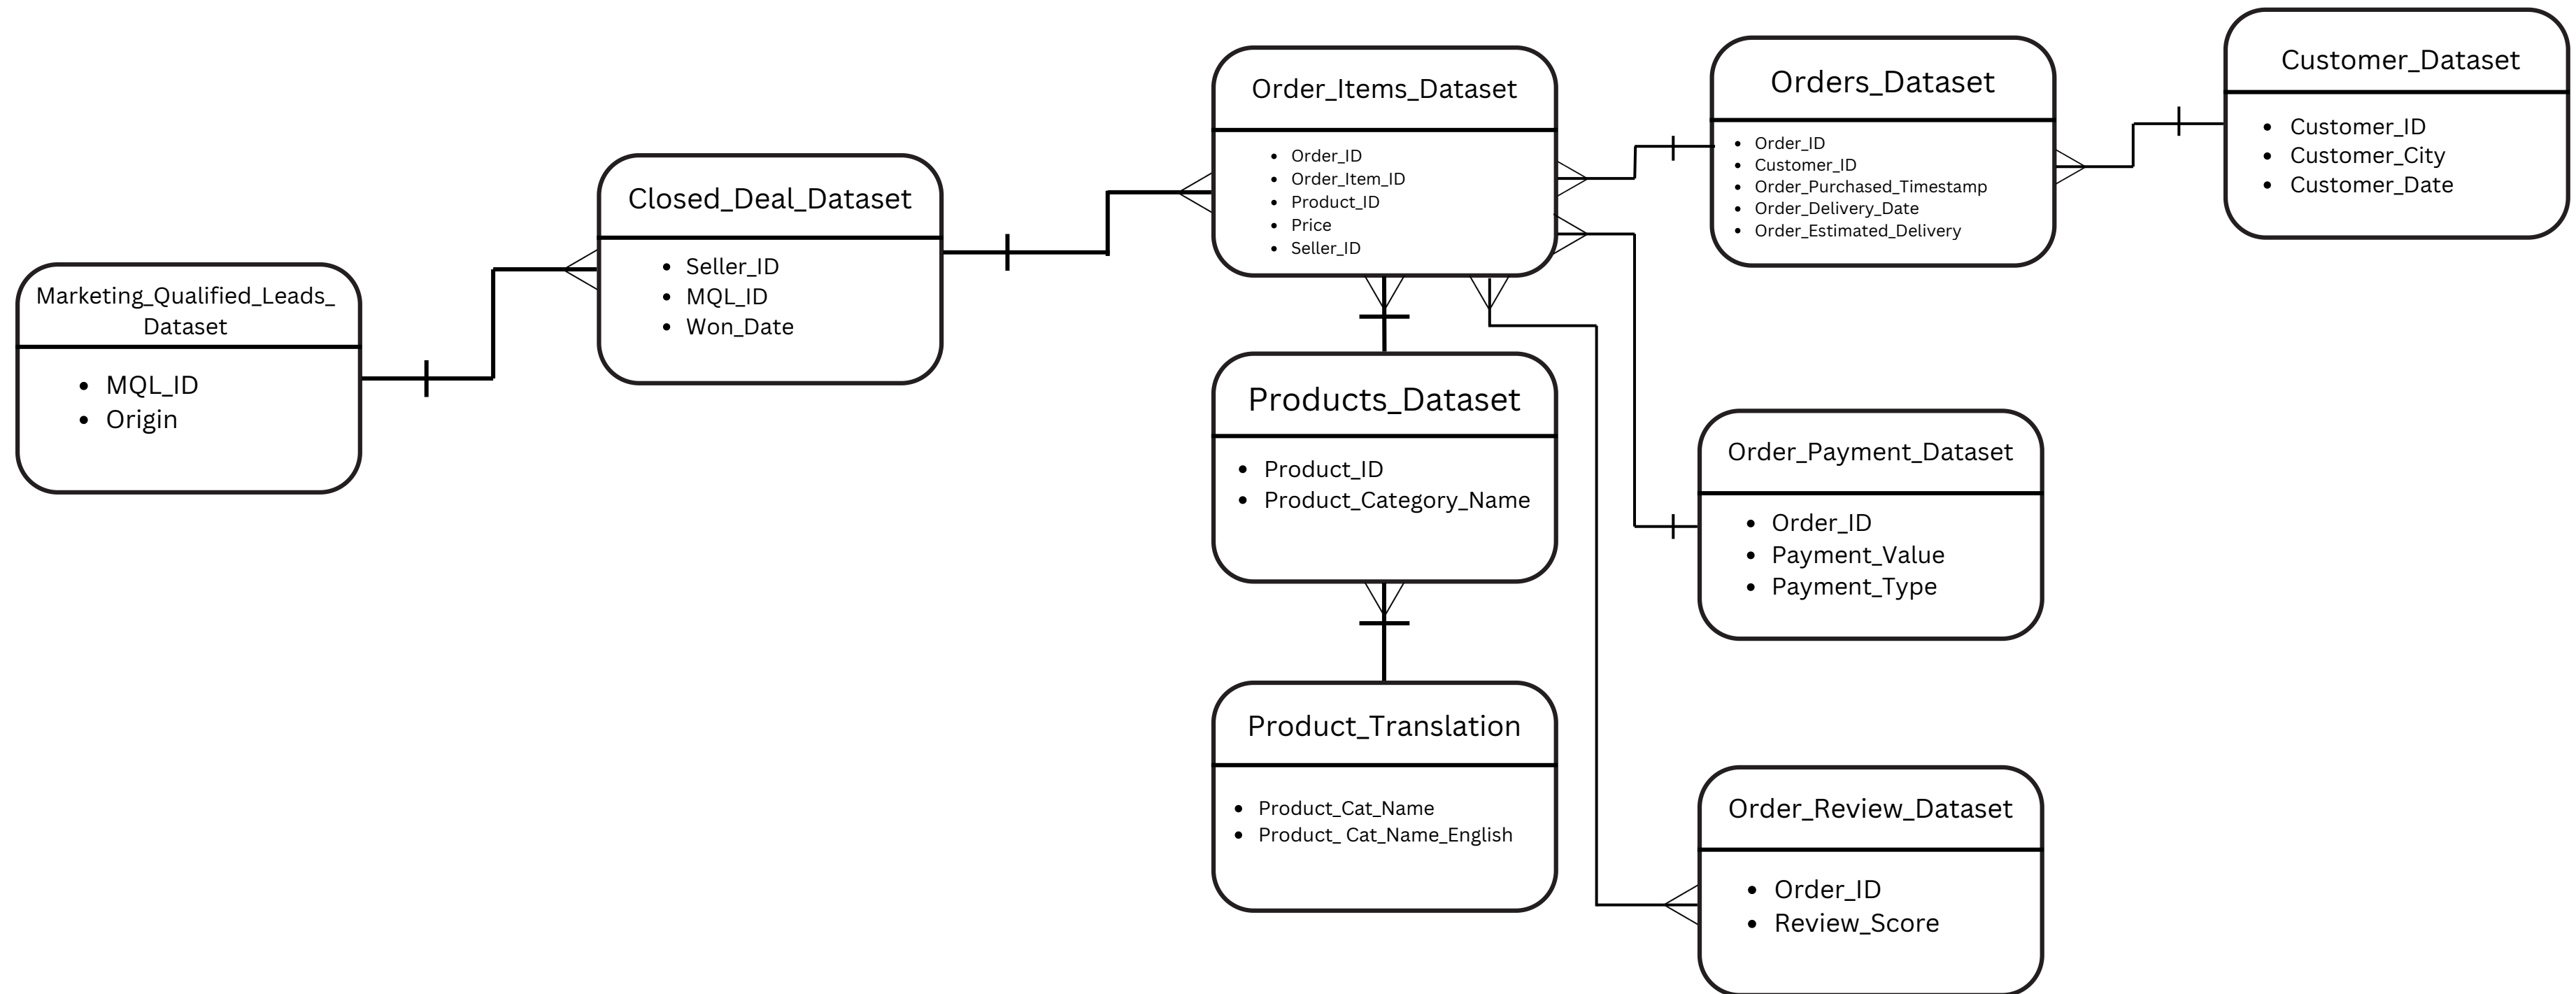 Marketing_Qualified_Leads_
Dataset
MQL_ID
Origin
Closed_Deal_Dataset
Seller_ID
MQL_ID
Won_Date
Order_Items_Dataset
Order_ID
Order_Item_ID
Product_ID
Price
Seller_ID
Products_Dataset
Product_ID
Product_Category_Name
Product_Translation
Product_Cat_Name
Product_ Cat_Name_English
Orders_Dataset
Order_ID
Customer_ID
Order_Purchased_Timestamp
Order_Delivery_Date
Order_Estimated_Delivery
Order_Payment_Dataset
Order_ID
Payment_Value
Payment_Type
Order_Review_Dataset
Order_ID
Review_Score
Customer_Dataset
Customer_ID
Customer_City
Customer_Date